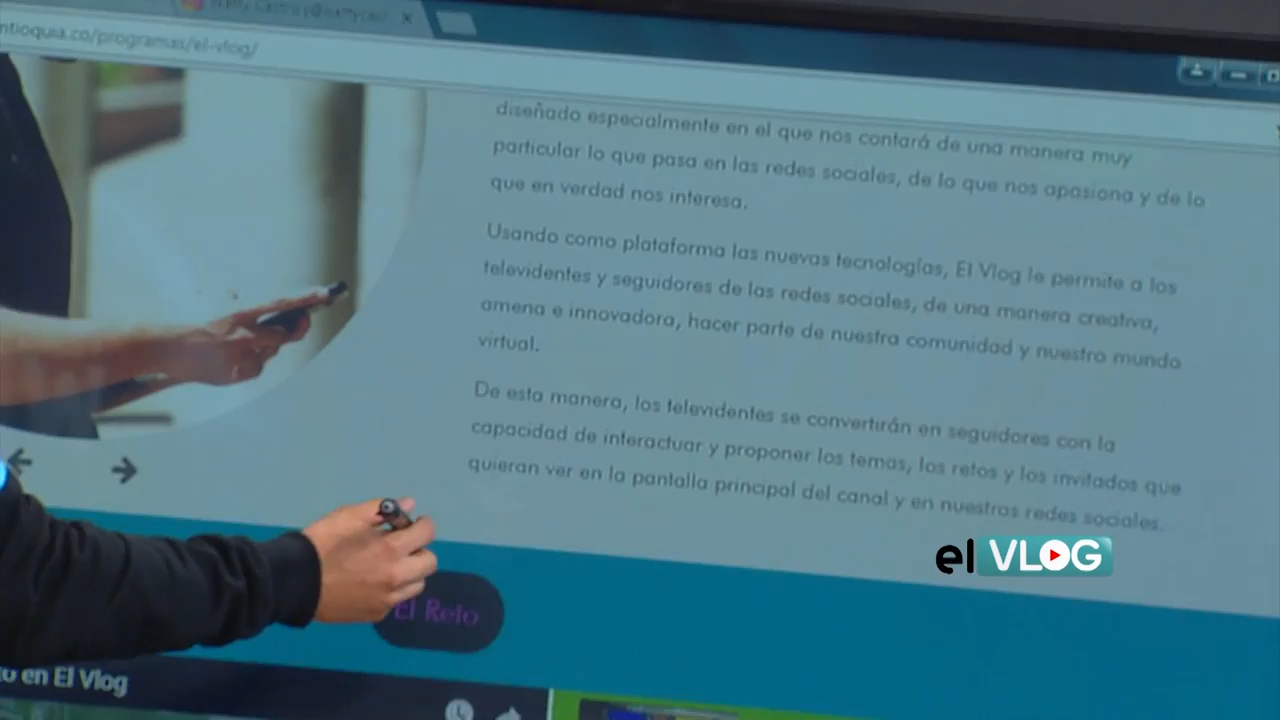 ntioquia.co/programas/el-vlog/
diseñado especialmente en el que nos contará de una manera muy
particular lo que pasa en las redes sociales, de lo que nos apasiona y de lo
que en verdad nos interesa.
Usando como plataforma las nuevas tecnologías, El Vlog le permite a los
televidentes y seguidores de las redes sociales, de una manera creativa,
amena e innovadora, hacer parte de nuestra comunidad y nuestro mundo
virtual.
De esta manera, los televidentes se convertirán en seguidores con la
capacidad de interactuar y proponer los temas, los retos y los invitados que
quieran ver en la pantalla principal del canal y en nuestras redes sociales.
el VLOG
El Reto
en El Vlog